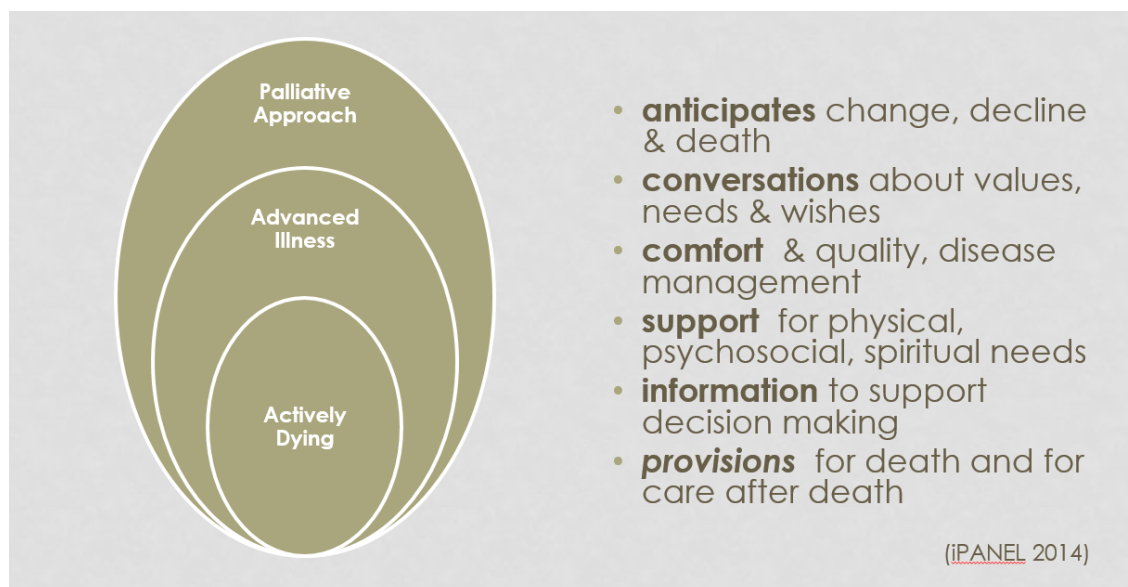 Palliative
Approach
Advanced
Illness
Actively
Dying
• anticipates change, decline
& death
• conversations about values,
needs & wishes
• comfort & quality, disease
management
• support for physical,
psychosocial, spiritual needs
• information to support
decision making
• provisions for death and for
care after death
(iPANEL 2014)